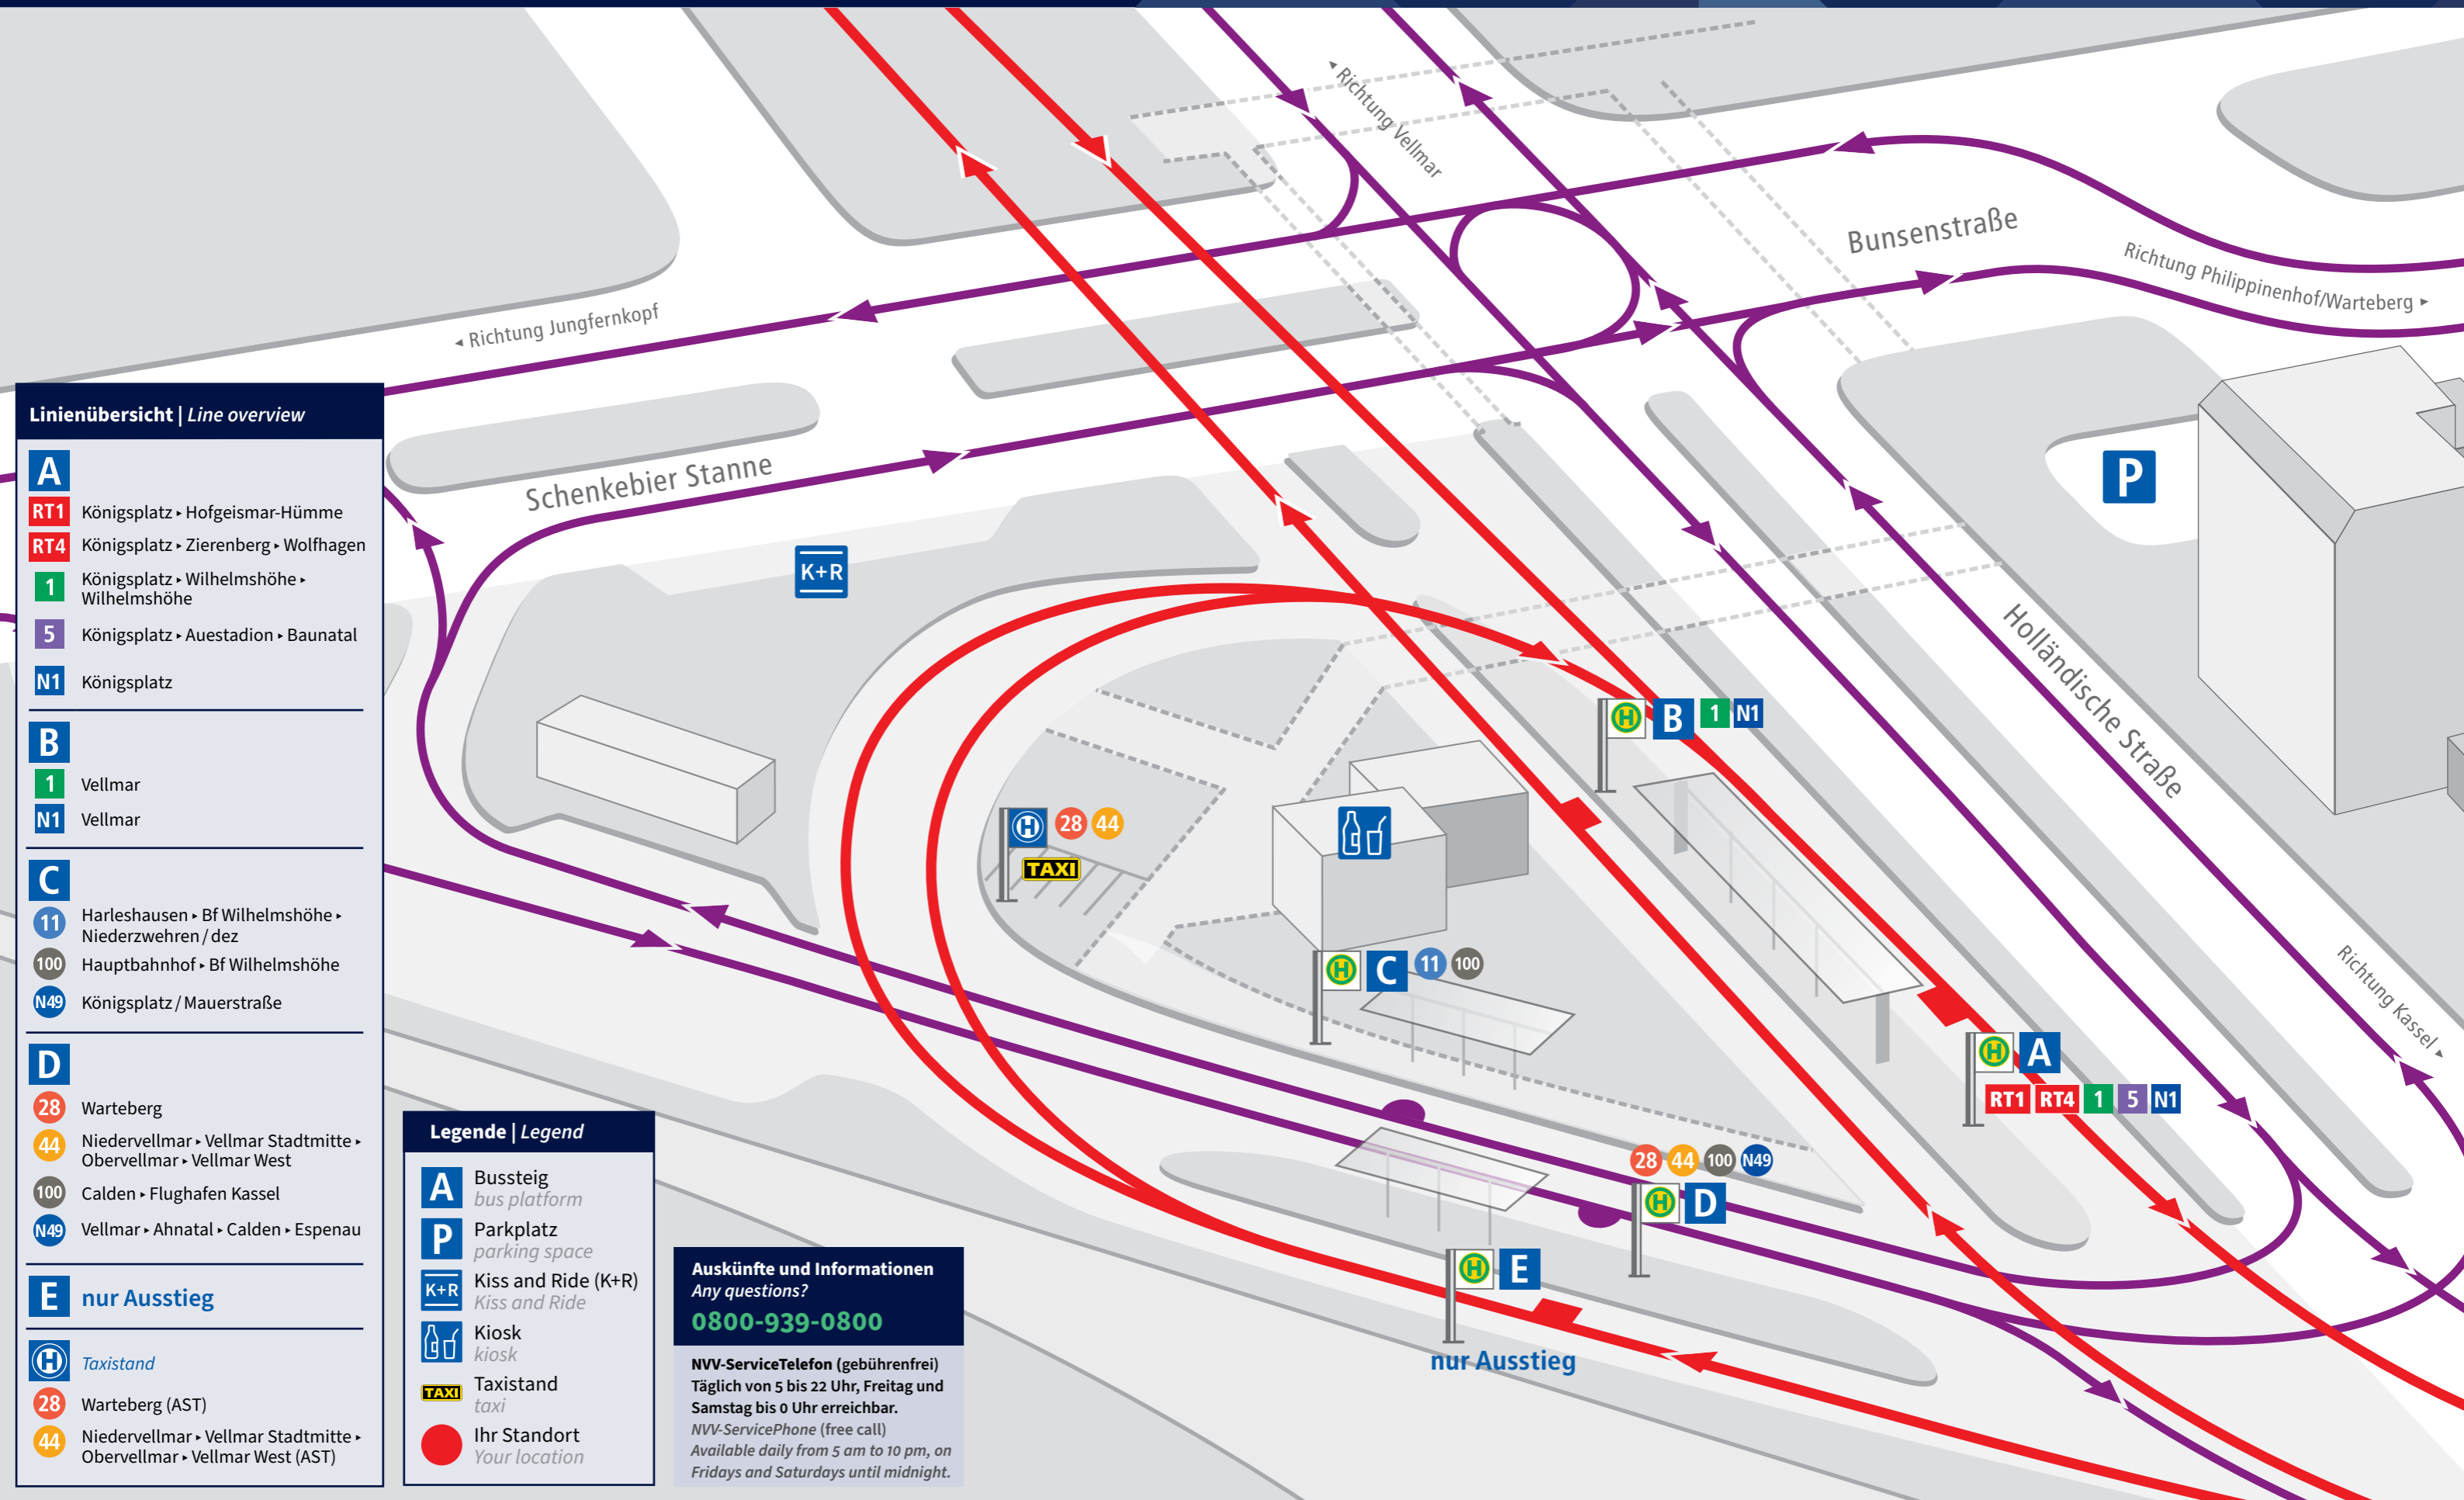 ◂ Richtung Vellmar
Bunsenstraße
Richtung Philippinenhof/Warteberg ▸
◂ Richtung Jungfernkopf
Schenkebier Stanne
K+R
P
Holländische Straße
Richtung Kassel ▸
H B 1 N1
H 28 44
TAXI
H C 11 100
H A
RT1 RT4 1 5 N1
28 44 100 N49
H D
H E
nur Ausstieg
Linienübersicht | Line overview
A
RT1 Königsplatz ▸ Hofgeismar-Hümme
RT4 Königsplatz ▸ Zierenberg ▸ Wolfhagen
1 Königsplatz ▸ Wilhelmshöhe ▸
Wilhelmshöhe
5 Königsplatz ▸ Auestadion ▸ Baunatal
N1 Königsplatz
B
1 Vellmar
N1 Vellmar
C
11 Harleshausen ▸ Bf Wilhelmshöhe ▸
Niederzwehren / dez
100 Hauptbahnhof ▸ Bf Wilhelmshöhe
N49 Königsplatz / Mauerstraße
D
28 Warteberg
44 Niedervellmar ▸ Vellmar Stadtmitte ▸
Obervellmar ▸ Vellmar West
100 Calden ▸ Flughafen Kassel
N49 Vellmar ▸ Ahnatal ▸ Calden ▸ Espenau
E nur Ausstieg
H Taxistand
28 Warteberg (AST)
44 Niedervellmar ▸ Vellmar Stadtmitte ▸
Obervellmar ▸ Vellmar West (AST)
Legende | Legend
A Bussteig
bus platform
P Parkplatz
parking space
K+R Kiss and Ride (K+R)
Kiss and Ride
Kiosk
kiosk
TAXI Taxistand
taxi
Ihr Standort
Your location
Auskünfte und Informationen
Any questions?
0800-939-0800
NVV-ServiceTelefon (gebührenfrei)
Täglich von 5 bis 22 Uhr, Freitag und
Samstag bis 0 Uhr erreichbar.
NVV-ServicePhone (free call)
Available daily from 5 am to 10 pm, on
Fridays and Saturdays until midnight.